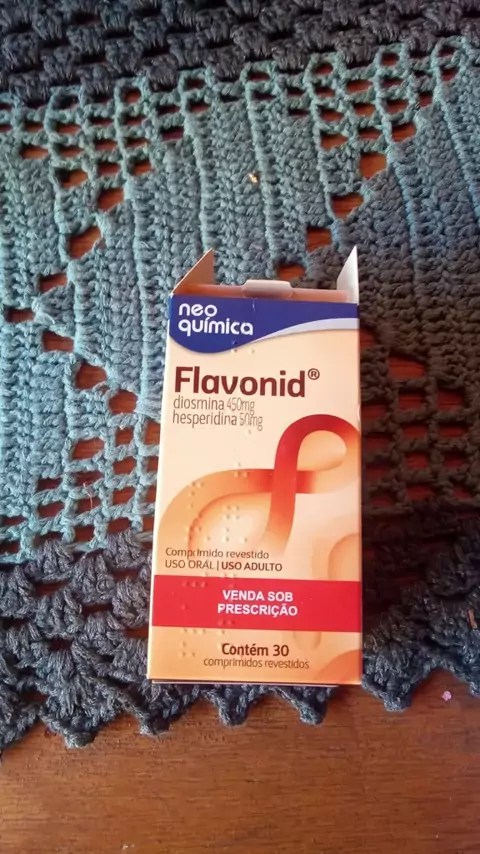 neo
química
Flavonid®
diosmina 450mg
hesperidina 50mg
Comprimido revestido
USO ORAL | USO ADULTO
VENDA SOB
PRESCRIÇÃO
Contém 30
comprimidos revestidos